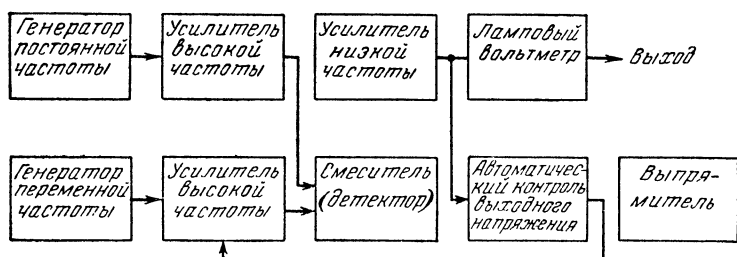 Генератор
постоянной
частоты
Усилитель
высокой
частоты
Усилитель
низкой
частоты
Ламповый
вольтметр
Выход
Генератор
переменной
частоты
Усилитель
высокой
частоты
Смеситель
(детектор)
Автоматичес-
кий контроль
выходного
напряжения
Выпря-
митель